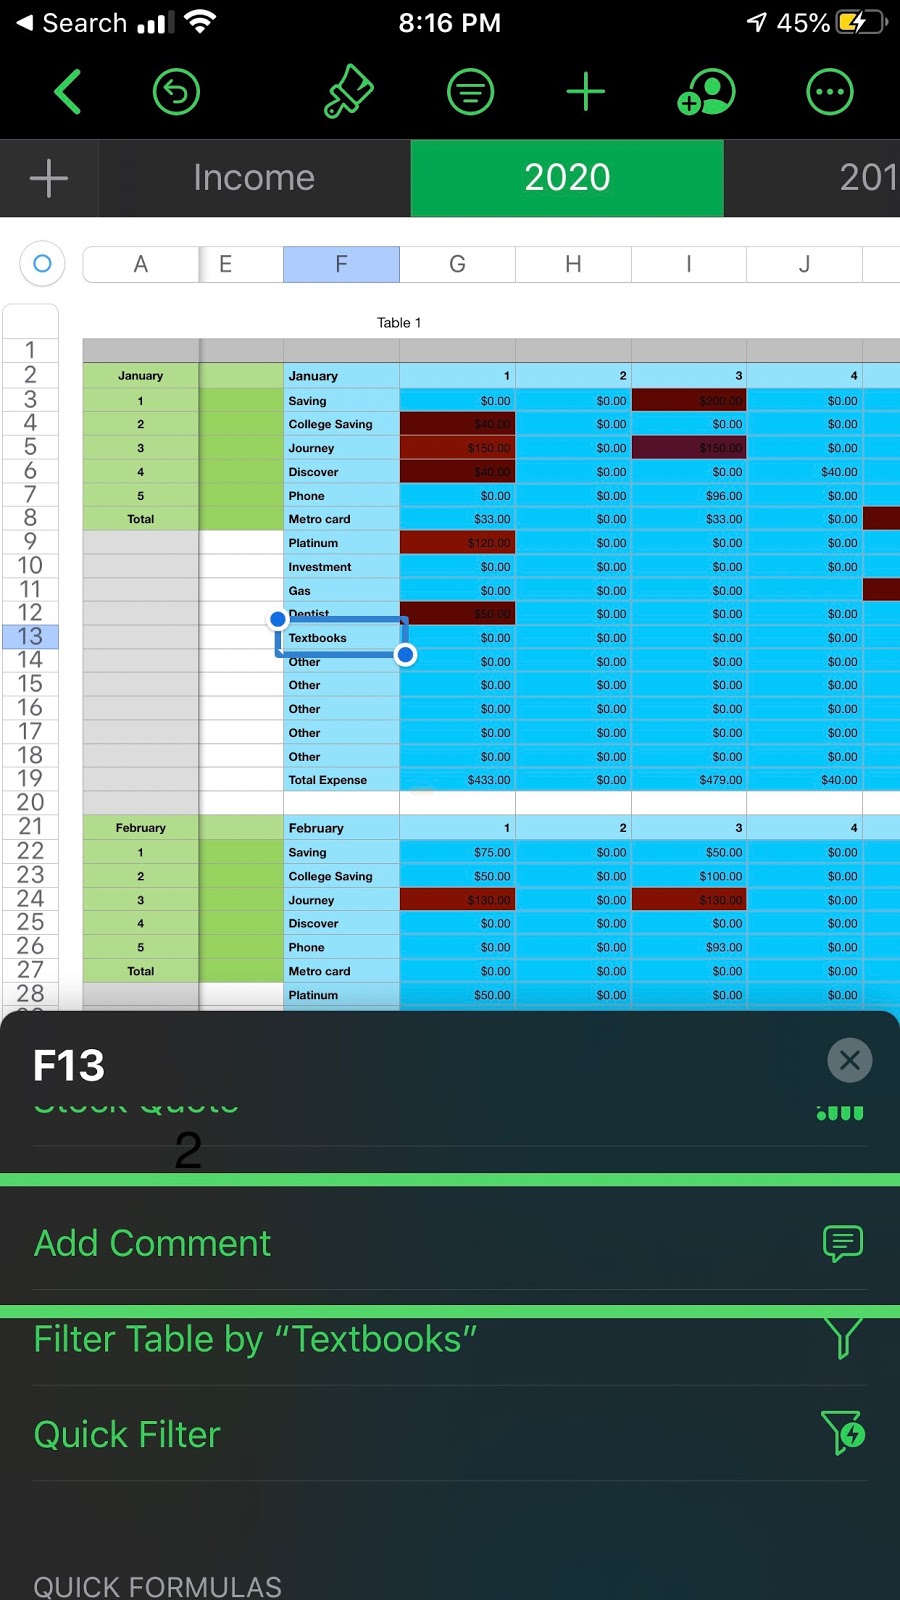 Search 8:16 PM 45%
Income 2020 201
A E F G H I J
Table 1
1
2 January January 1 2 3 4
3 1 Saving $0.00 $0.00 $200.00 $0.00
4 2 College Saving $40.00 $0.00 $0.00 $0.00
5 3 Journey $150.00 $0.00 $150.00 $0.00
6 4 Discover $40.00 $0.00 $0.00 $40.00
7 5 Phone $0.00 $0.00 $96.00 $0.00
8 Total Metro card $33.00 $0.00 $33.00 $0.00
9 Platinum $120.00 $0.00 $0.00 $0.00
10 Investment $0.00 $0.00 $0.00 $0.00
11 Gas $0.00 $0.00 $0.00 $0.00
12 Dentist $50.00 $0.00 $0.00 $0.00
13 Textbooks $0.00 $0.00 $0.00 $0.00
14 Other $0.00 $0.00 $0.00 $0.00
15 Other $0.00 $0.00 $0.00 $0.00
16 Other $0.00 $0.00 $0.00 $0.00
17 Other $0.00 $0.00 $0.00 $0.00
18 Other $0.00 $0.00 $0.00 $0.00
19 Total Expense $433.00 $0.00 $479.00 $40.00
20
21 February February 1 2 3 4
22 1 Saving $75.00 $0.00 $50.00 $0.00
23 2 College Saving $50.00 $0.00 $100.00 $0.00
24 3 Journey $130.00 $0.00 $130.00 $0.00
25 4 Discover $0.00 $0.00 $0.00 $0.00
26 5 Phone $0.00 $0.00 $93.00 $0.00
27 Total Metro card $0.00 $0.00 $0.00 $0.00
28 Platinum $50.00 $0.00 $0.00 $0.00
F13
Stock Quote
2
Add Comment
Filter Table by “Textbooks”
Quick Filter
QUICK FORMULAS